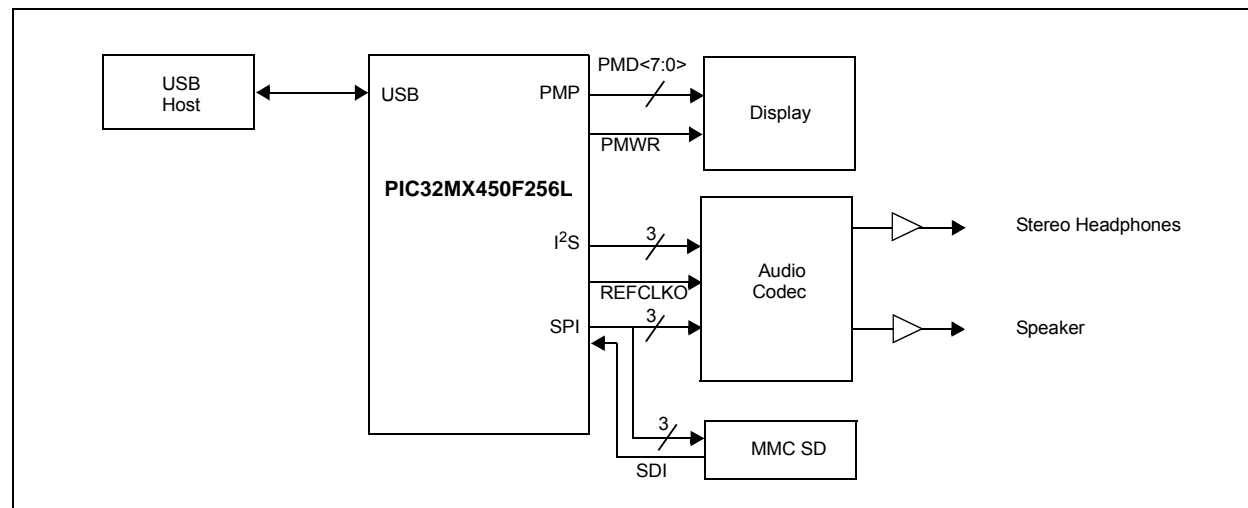 USB
Host
USB
PMP
PMD<7:0>
PMWR
Display
PIC32MX450F256L
I²S
3
REFCLKO
SPI
3
Audio
Codec
Stereo Headphones
Speaker
3
SDI
MMC SD